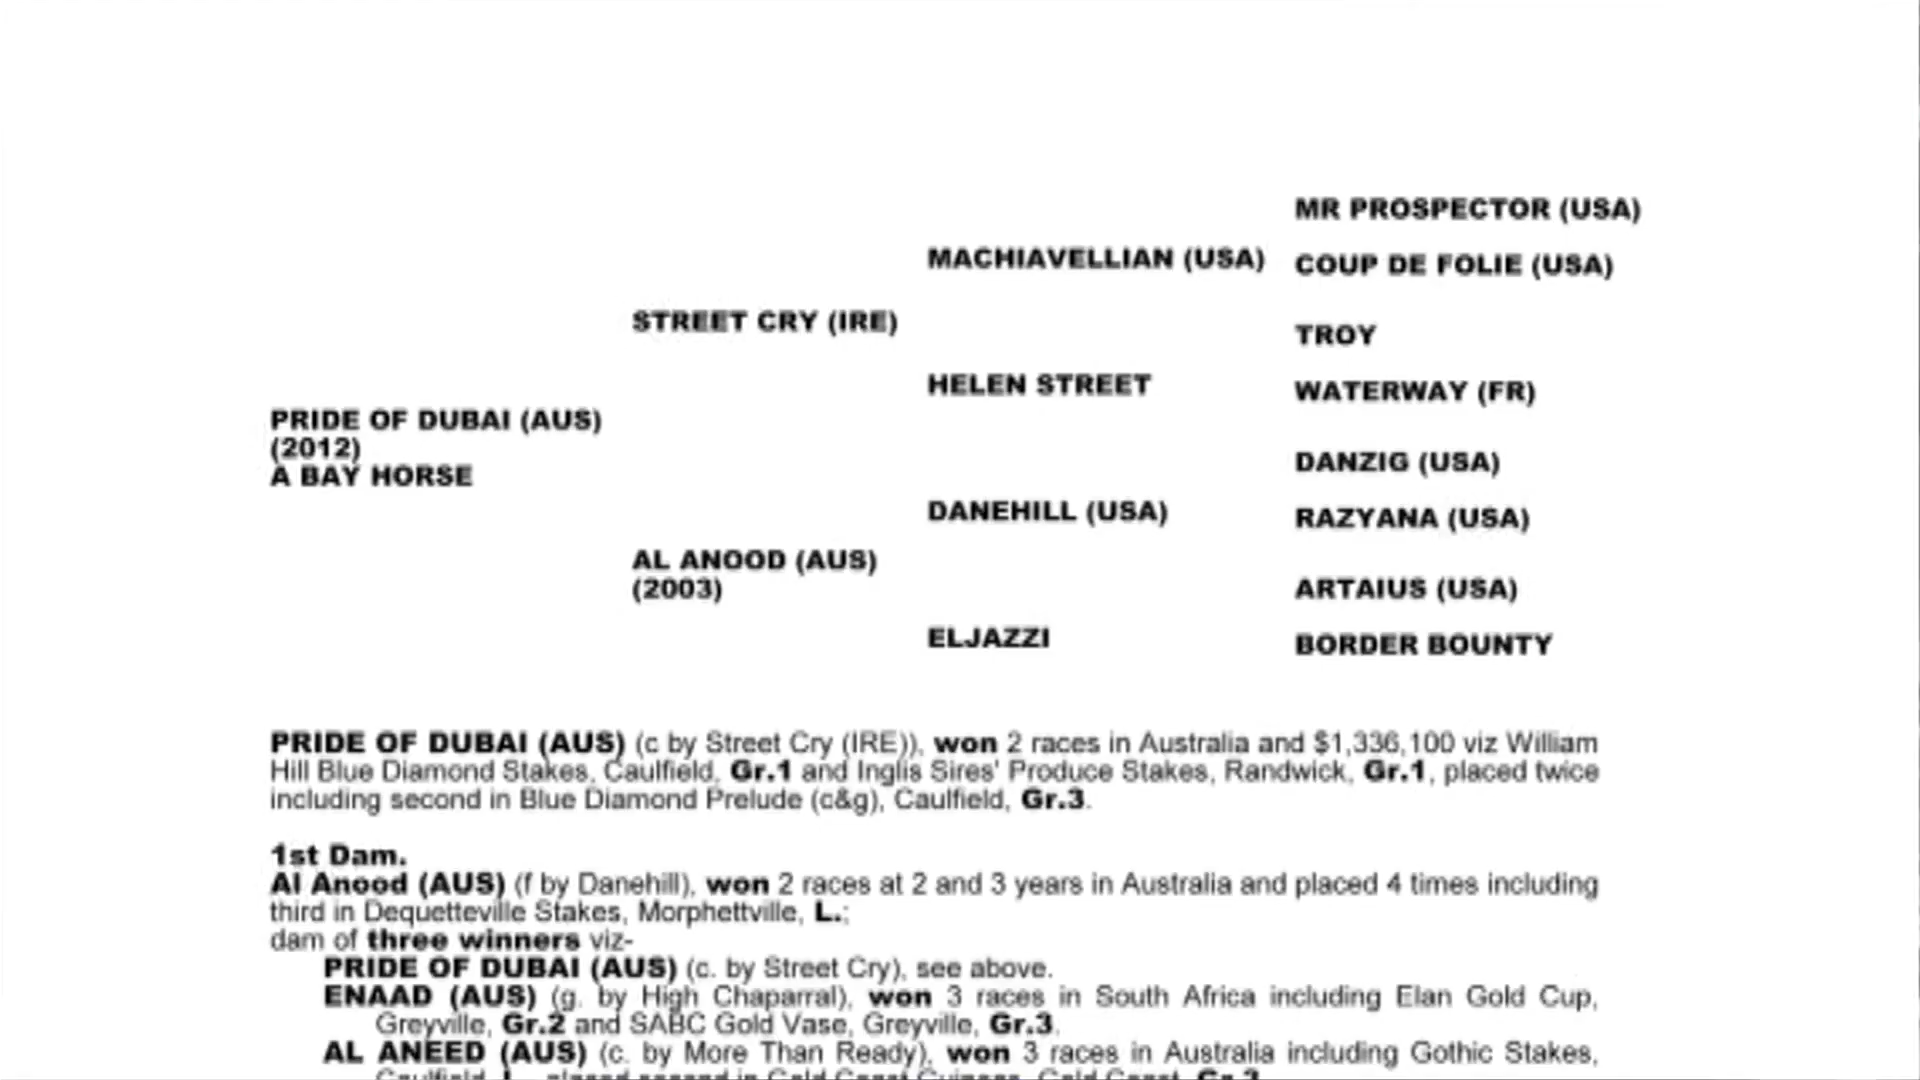 MR PROSPECTOR (USA)
MACHIAVELLIAN (USA)
COUP DE FOLIE (USA)
STREET CRY (IRE)
TROY
HELEN STREET
WATERWAY (FR)
PRIDE OF DUBAI (AUS)
(2012)
A BAY HORSE
DANZIG (USA)
DANEHILL (USA)
RAZYANA (USA)
AL ANOOD (AUS)
(2003)
ARTAIUS (USA)
ELJAZZI
BORDER BOUNTY
PRIDE OF DUBAI (AUS) (c by Street Cry (IRE)), won 2 races in Australia and $1,336,100 viz William
Hill Blue Diamond Stakes, Caulfield, Gr.1 and Inglis Sires' Produce Stakes, Randwick, Gr.1, placed twice
including second in Blue Diamond Prelude (c&g), Caulfield, Gr.3.
1st Dam.
Al Anood (AUS) (f by Danehill), won 2 races at 2 and 3 years in Australia and placed 4 times including
third in Dequetteville Stakes, Morphettville, L.;
dam of three winners viz-
PRIDE OF DUBAI (AUS) (c. by Street Cry), see above.
ENAAD (AUS) (g. by High Chaparral), won 3 races in South Africa including Elan Gold Cup,
Greyville, Gr.2 and SABC Gold Vase, Greyville, Gr.3.
AL ANEED (AUS) (c. by More Than Ready), won 3 races in Australia including Gothic Stakes,